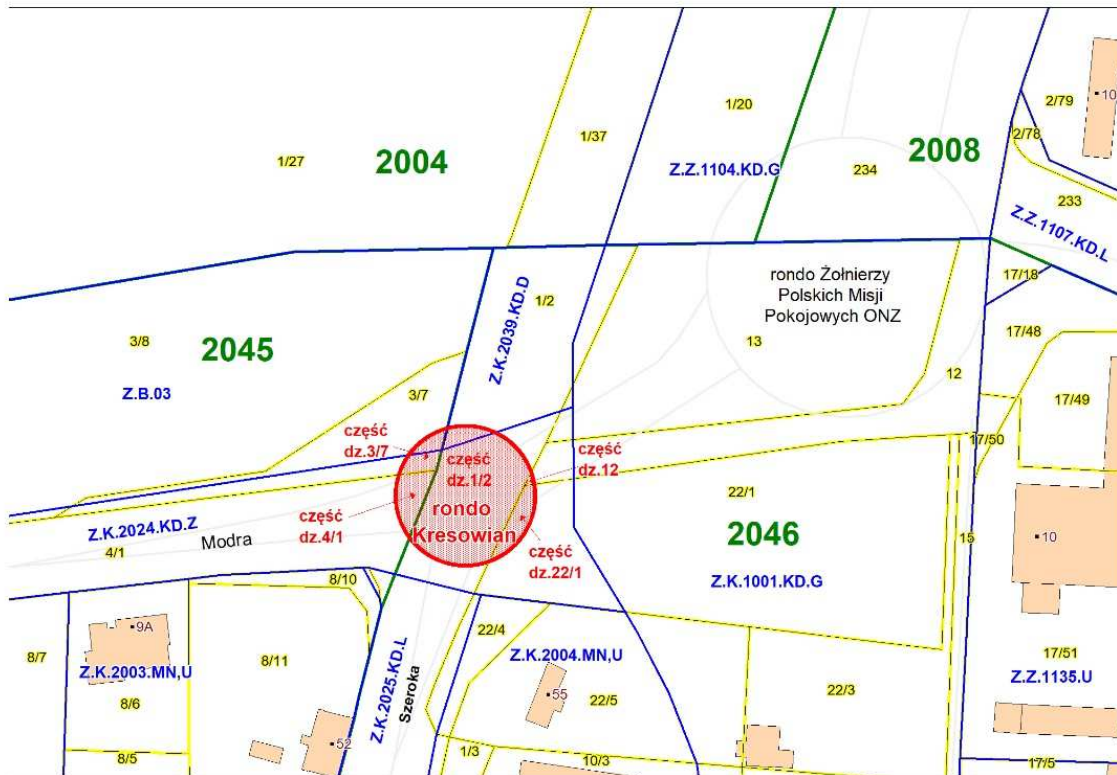 10
2/79
1/20
1/37
2/78
2004
2008
1/27
Z.Z.1104.KD.G
234
233
Z.Z.1107.KD.L
rondo Żołnierzy
Polskich Misji
Pokojowych ONZ
17/18
1/2
Z.K.2039.KD.D
17/48
3/8
2045
13
12
Z.B.03
3/7
17/49
część
dz.3/7
część
dz.1/2
część
dz.12
17/50
rondo
Kresowian
22/1
Z.K.2024.KD.Z
część
dz.4/1
2046
4/1
Modra
część
dz.22/1
15
10
8/10
Z.K.1001.KD.G
9A
22/4
8/7
Z.K.2003.MN,U
8/11
Z.K.2025.KD.L
Szeroka
Z.K.2004.MN,U
17/51
Z.Z.1135.U
8/6
55
22/5
22/3
52
8/5
1/3
10/3
17/5